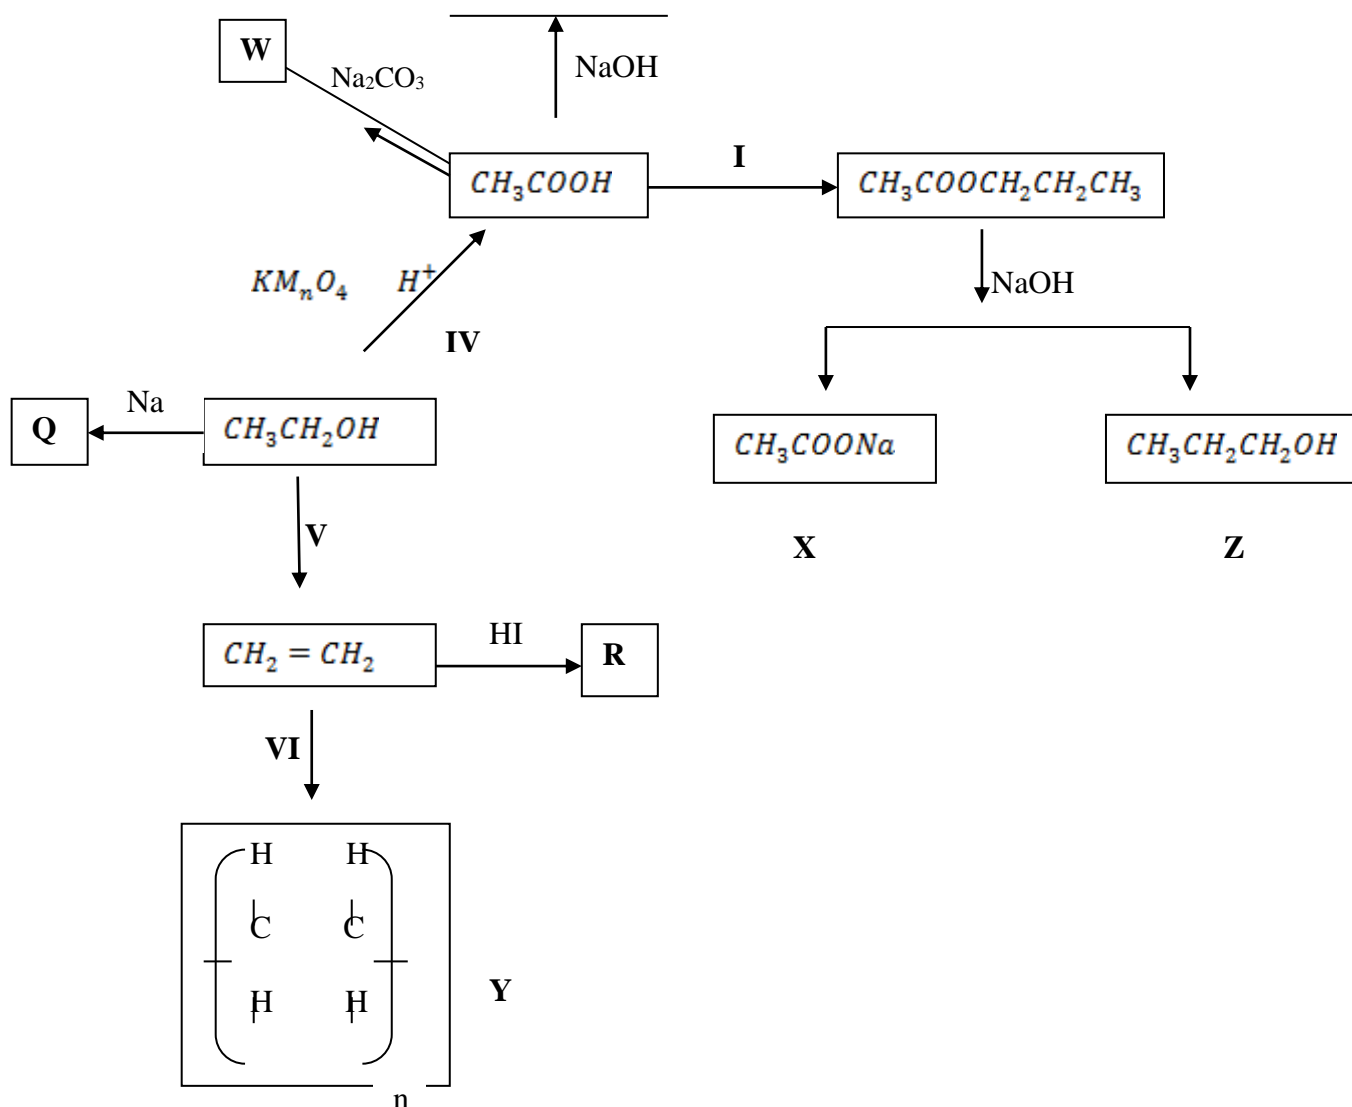 W
Na₂CO₃
NaOH
CH₃COOH
I
CH₃COOCH₂CH₂CH₃
KMₙO₄ H⁺
NaOH
IV
Q
Na
CH₃CH₂OH
CH₃COONa
CH₃CH₂CH₂OH
V
X
Z
CH₂ = CH₂
HI
R
VI
H H
C C
H H
Y
n